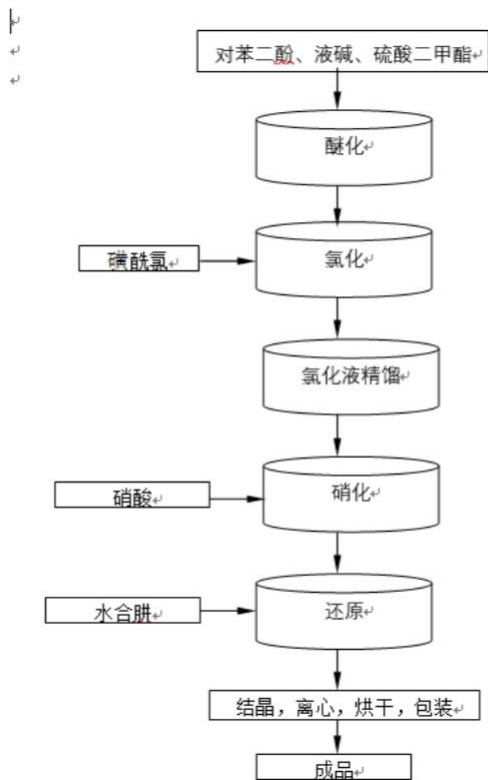 对苯二酚、液碱、硫酸二甲酯
醚化
磺酰氯
氯化
氯化液精馏
硝酸
硝化
水合肼
还原
结晶，离心，烘干，包装
成品